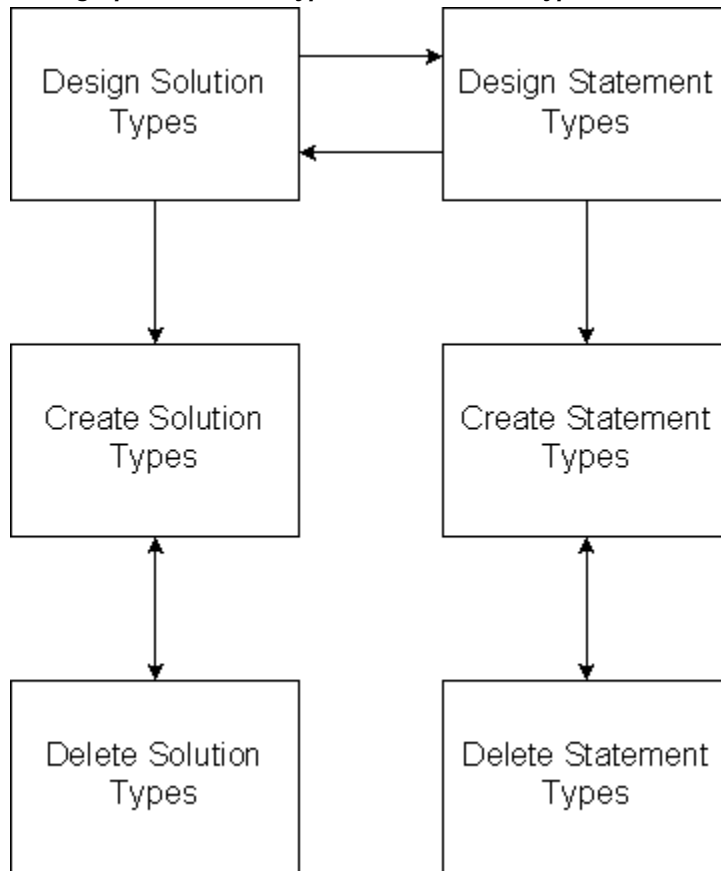 Design Solution
Types
Design Statement
Types
Create Solution
Types
Create Statement
Types
Delete Solution
Types
Delete Statement
Types